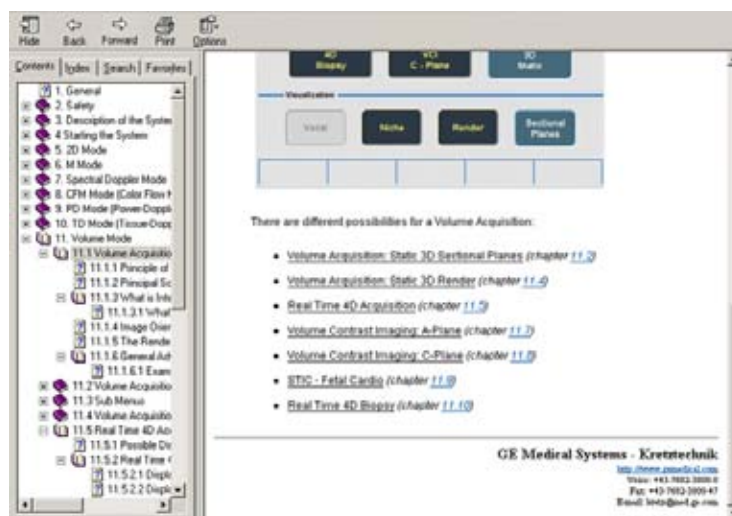 Hide Back Forward Print Options
Contents Index Search Favorites
1. General
2. Safety
3. Description of the System
4 Starting the System
5. 2D Mode
6. M Mode
7. Spectral Doppler Mode
8. CFM Mode (Color Flow
9. PD Mode (Power-Doppl
10. TD Mode (Tissue-Dopp
11. Volume Mode
11.1 Volume Acquisitio
11.1.1 Principle of
11.1.2 Principal Sc
11.1.3 What is Inte
11.1.3.1 What
11.1.4 Image Orien
11.1.5 The Rende
11.1.6 General Ad
11.1.6.1 Exam
11.2 Volume Acquisitio
11.3 Sub Menus
11.4 Volume Acquisitio
11.5 Real Time 4D Ac
11.5.1 Possible Dis
11.5.2 Real Time
11.5.2.1 Displ
11.5.2.2 Displ
4D Biopsy
VCI C - Plane
3D
Visualization
Vocal
Niche
Render
Sectional Planes
There are different possibilities for a Volume Acquisition:
• Volume Acquisition: Static 3D Sectional Planes (chapter 11.2)
• Volume Acquisition: Static 3D Render (chapter 11.4)
• Real Time 4D Acquisition (chapter 11.5)
• Volume Contrast Imaging: A-Plane (chapter 11.7)
• Volume Contrast Imaging: C-Plane (chapter 11.8)
• STIC - Fetal Cardio (chapter 11.9)
• Real Time 4D Biopsy (chapter 11.10)
GE Medical Systems - Kretztechnik